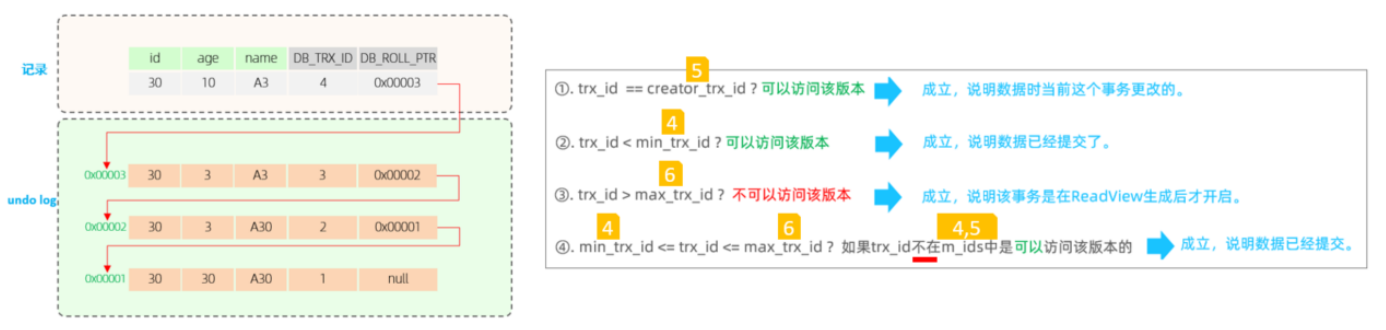 记录
id age name DB_TRX_ID DB_ROLL_PTR
30 10 A3 4 0x00003
undo log
0x00003 30 3 A3 3 0x00002
0x00002 30 3 A30 2 0x00001
0x00001 30 30 A30 1 null
5
①. trx_id == creator_trx_id ? 可以访问该版本 成立，说明数据时当前这个事务更改的。
4
②. trx_id < min_trx_id ? 可以访问该版本 成立，说明数据已经提交了。
6
③. trx_id > max_trx_id ? 不可以访问该版本 成立，说明该事务是在ReadView生成后才开启。
4 6 4,5
④. min_trx_id <= trx_id <= max_trx_id ? 如果trx_id不在m_ids中是可以访问该版本的 成立，说明数据已经提交。